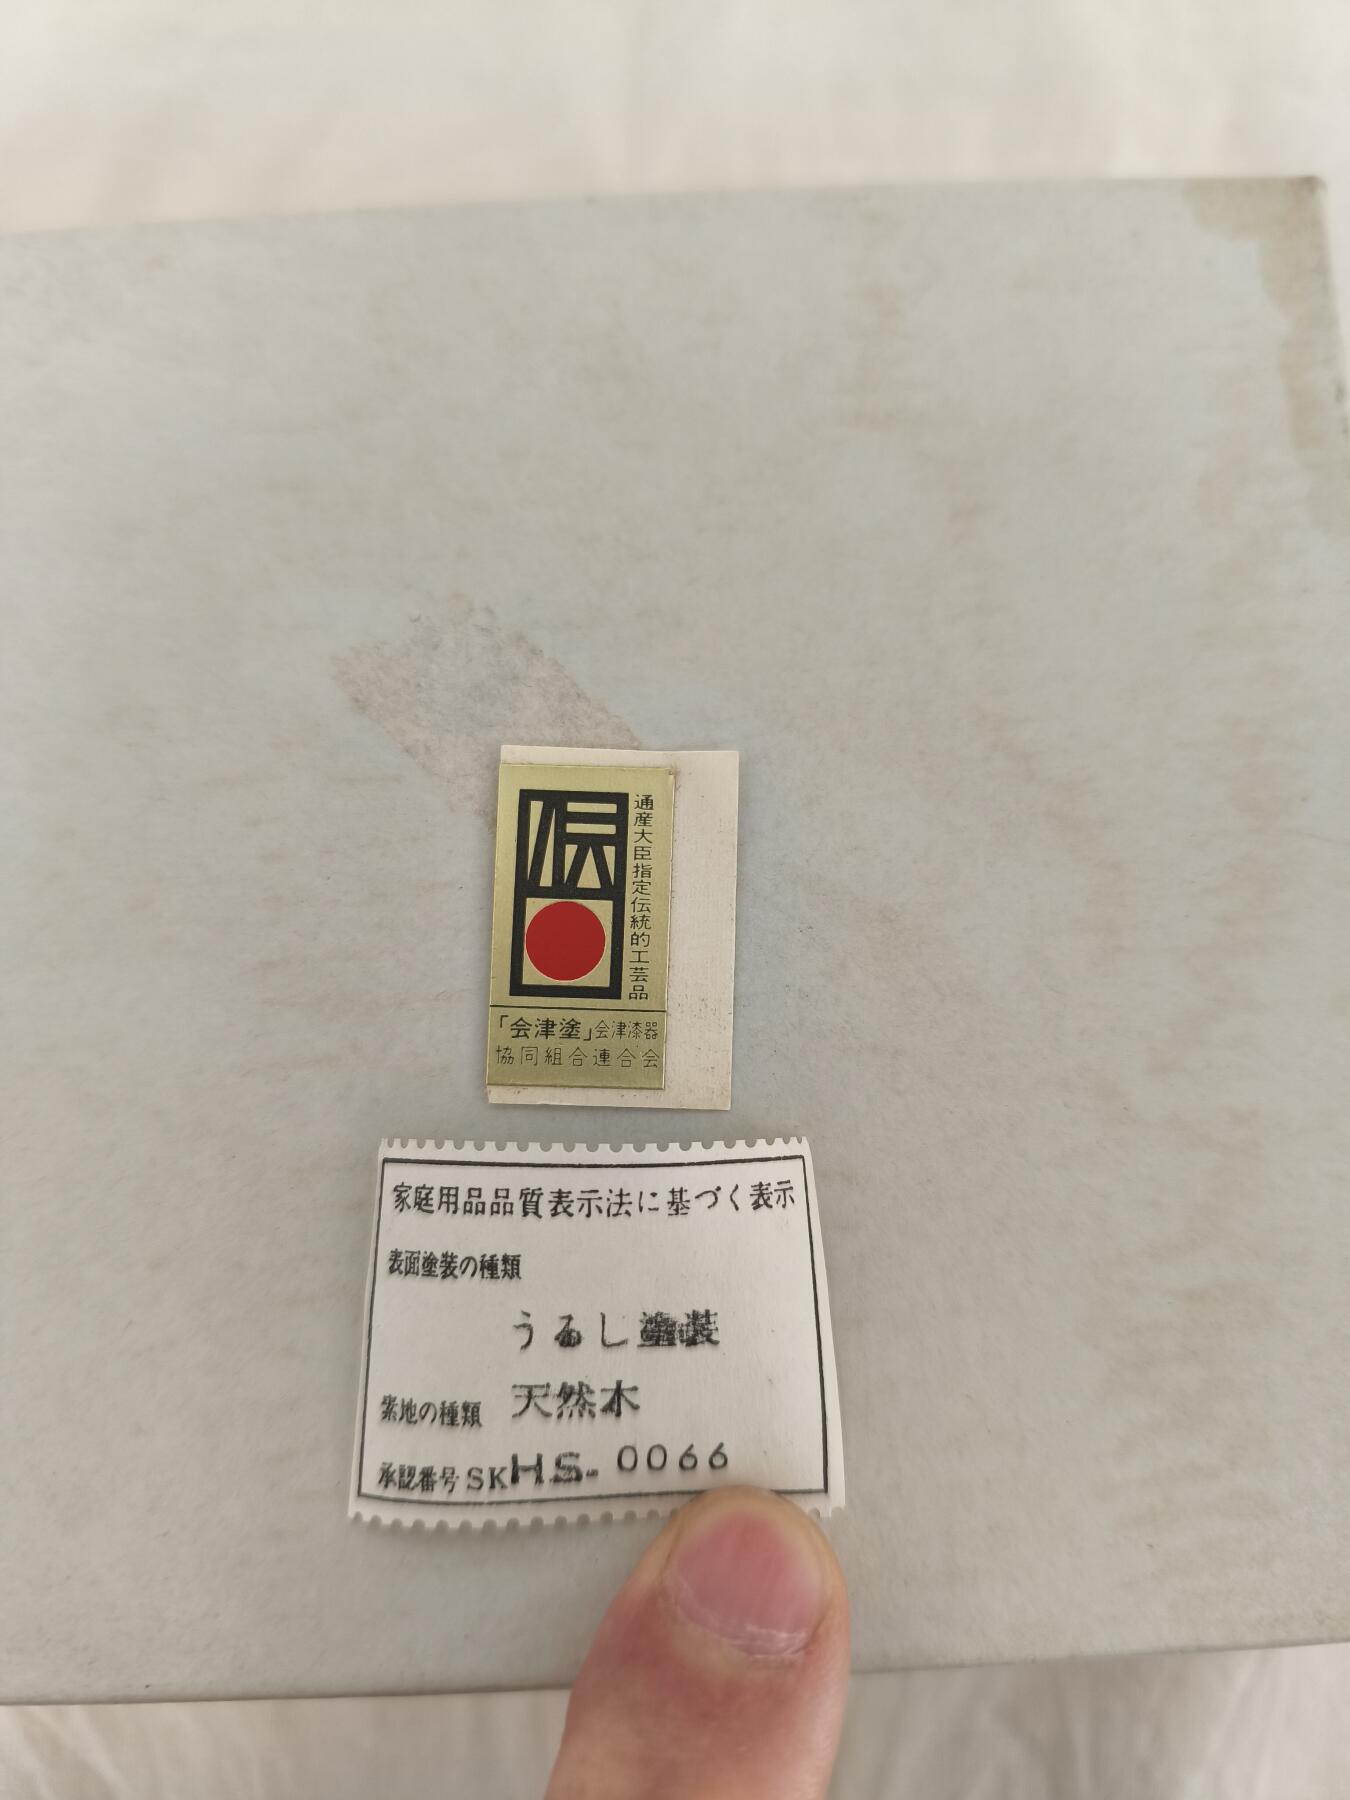 伝
通産大臣指定伝統的工芸品
「会津塗」会津漆器
協同組合連合会
家庭用品品質表示法に基づく表示
表面塗装の種類
うるし塗装
素地の種類 天然木
承認番号 SKHS-0066